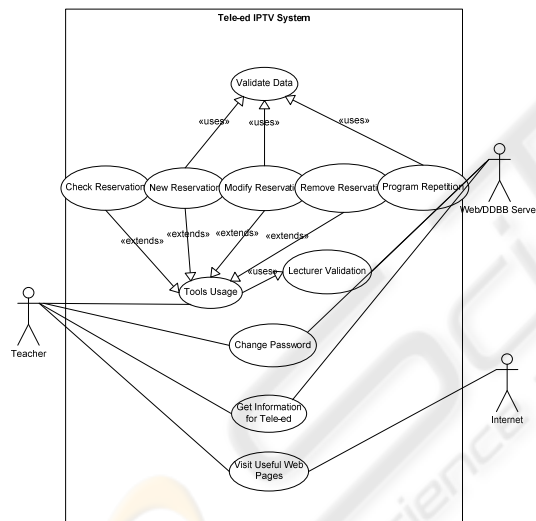 Tele-ed IPTV System
Validate Data
«uses»
«uses»
«uses»
Check Reservation
New Reservation
Modify Reservati
Remove Reservati
Program Repetition
Web/DDBB Serve
«extends»
«extends»
«extends»
«extends»
«uses»
Lecturer Validation
Tools Usage
Teacher
Change Password
Get Information
for Tele-ed
Internet
Visit Useful Web
Pages